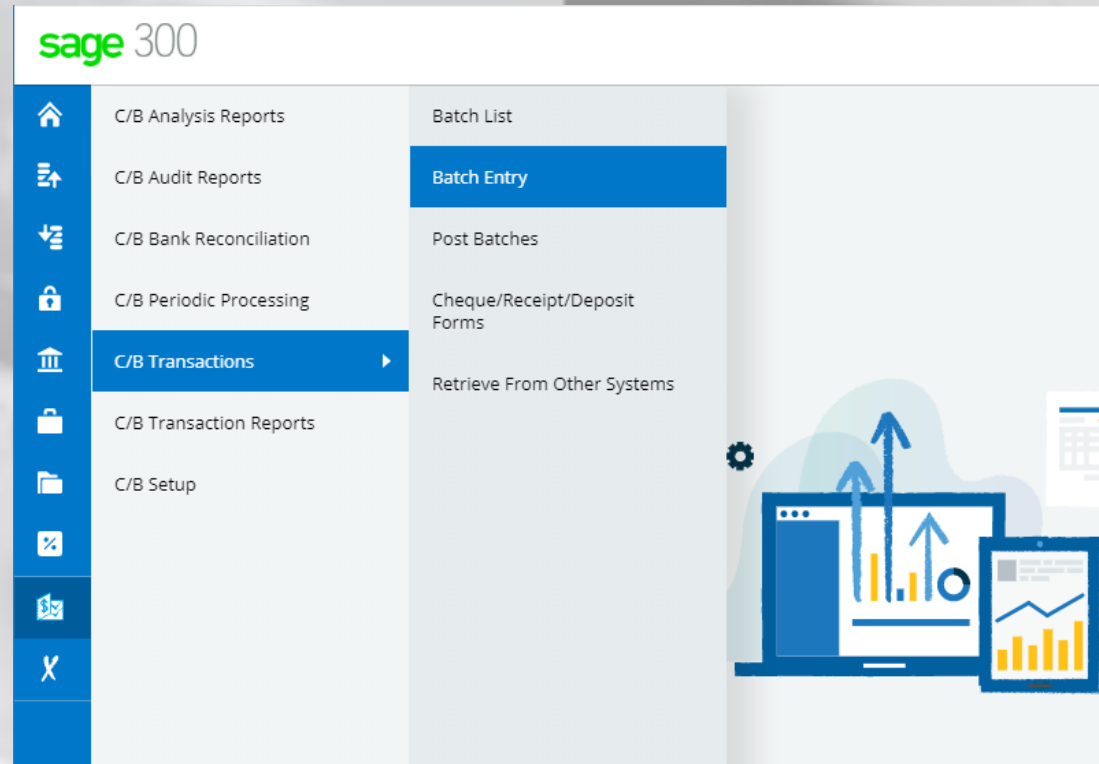 sage 300
C/B Analysis Reports
C/B Audit Reports
C/B Bank Reconciliation
C/B Periodic Processing
C/B Transactions
C/B Transaction Reports
C/B Setup
Batch List
Batch Entry
Post Batches
Cheque/Receipt/Deposit
Forms
Retrieve From Other Systems